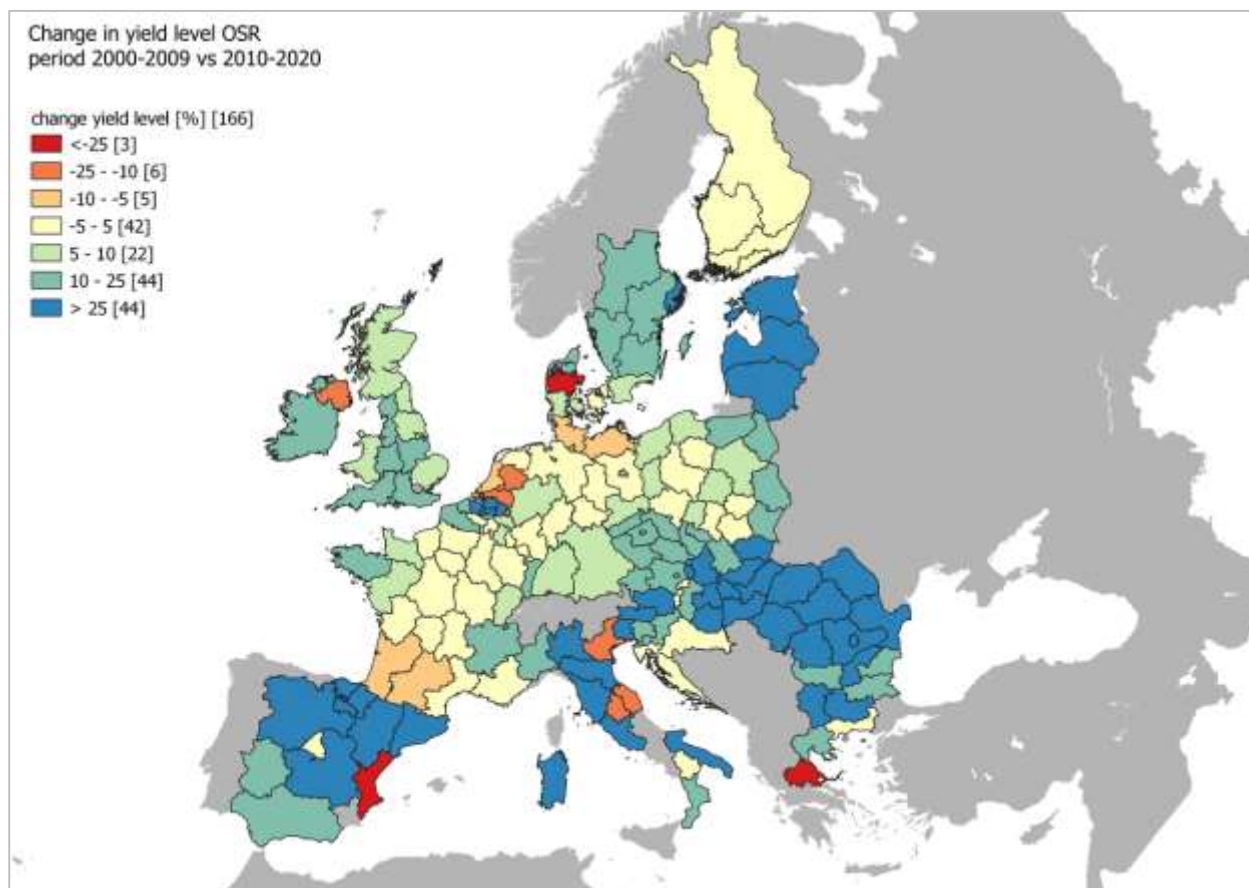 Change in yield level OSR
period 2000-2009 vs 2010-2020
change yield level [%] [166]
<-25 [3]
-25 - -10 [6]
-10 - -5 [5]
-5 - 5 [42]
5 - 10 [22]
10 - 25 [44]
> 25 [44]